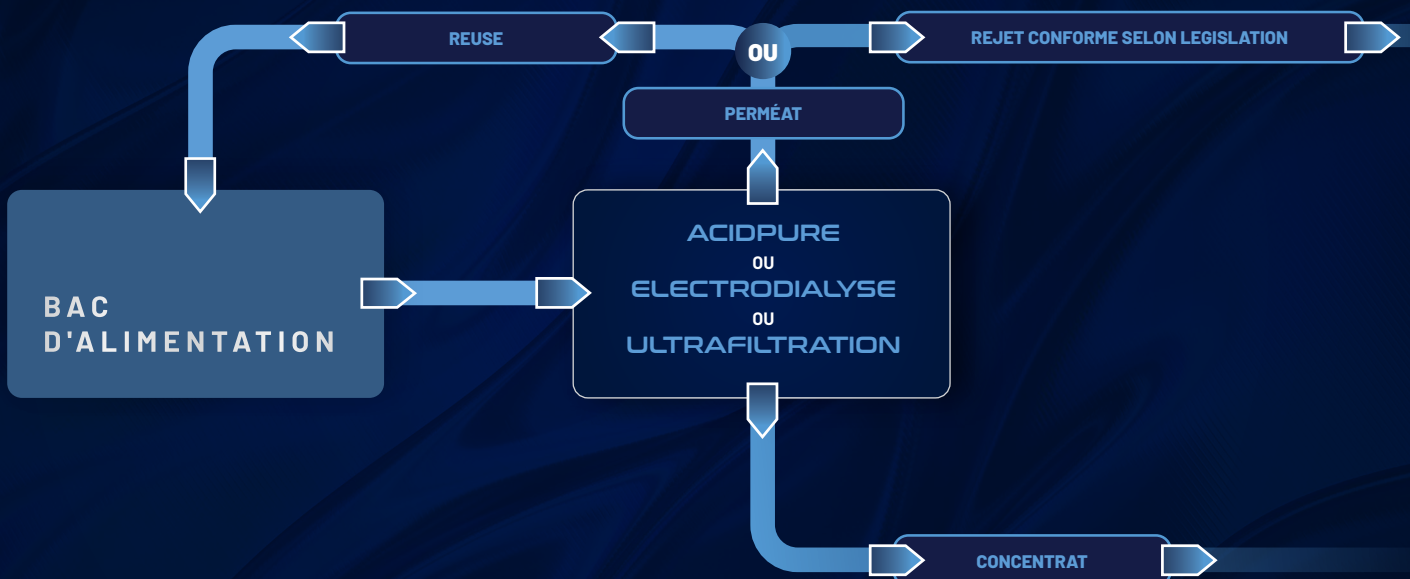 REUSE
OU
REJET CONFORME SELON LEGISLATION
PERMÉAT
BAC
D'ALIMENTATION
ACIDPURE
OU
ELECTRODIALYSE
OU
ULTRAFILTRATION
CONCENTRAT